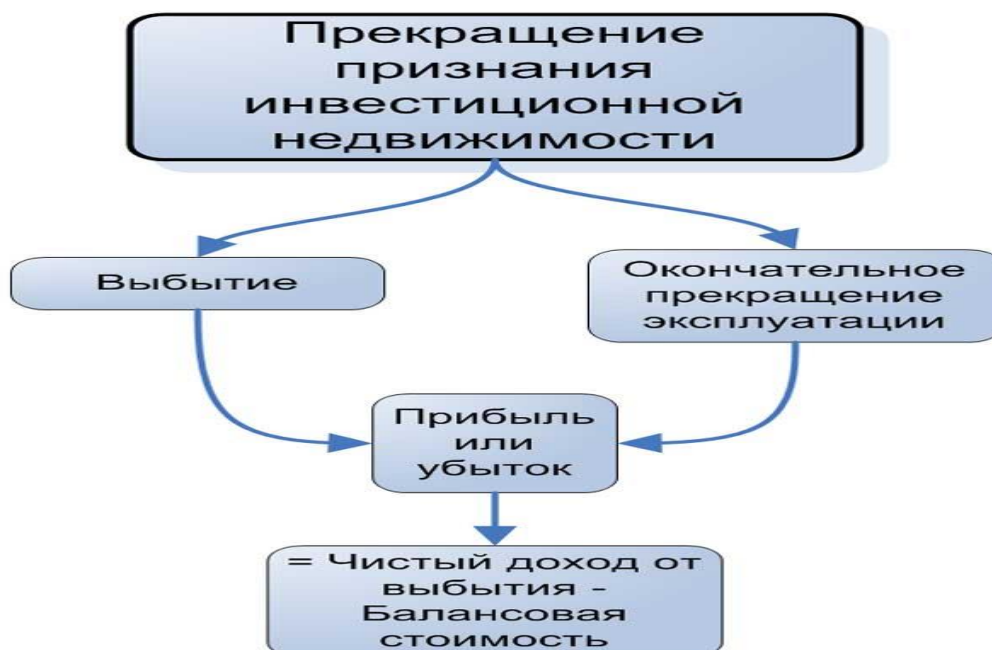 Прекращение
признания
инвестиционной
недвижимости
Выбытие
Окончательное
прекращение
эксплуатации
Прибыль
или
убыток
= Чистый доход от
выбытия -
Балансовая
стоимость